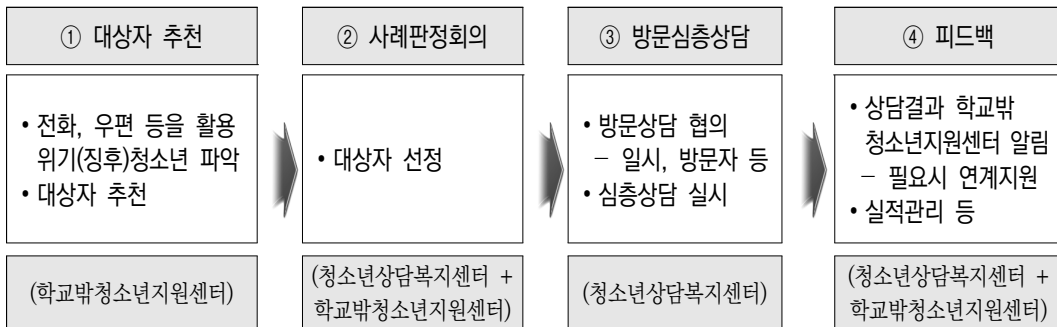 ① 대상자 추천
• 전화, 우편 등을 활용
위기(징후)청소년 파악
• 대상자 추천
(학교밖청소년지원센터)
② 사례판정회의
• 대상자 선정
(청소년상담복지센터 +
학교밖청소년지원센터)
③ 방문심층상담
• 방문상담 협의
－ 일시, 방문자 등
• 심층상담 실시
(청소년상담복지센터)
④ 피드백
• 상담결과 학교밖
청소년지원센터 알림
－ 필요시 연계지원
• 실적관리 등
(청소년상담복지센터 +
학교밖청소년지원센터)